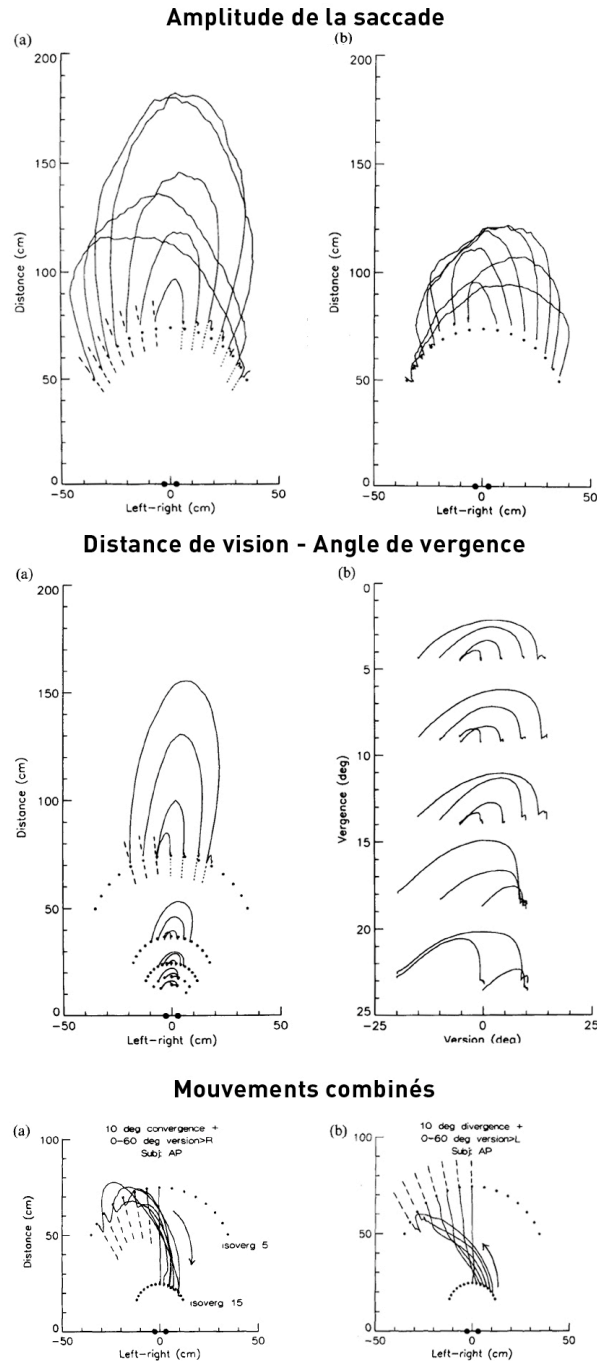 Amplitude de la saccade
(a)
(b)
200
150
100
50
0
Distance (cm)
-50
0
50
Left-right (cm)
200
150
100
50
0
Distance (cm)
-50
0
50
Left-right (cm)
Distance de vision - Angle de vergence
(a)
(b)
200
150
100
50
0
Distance (cm)
-50
0
50
Left-right (cm)
0
5
10
15
20
25
Vergence (deg)
-25
0
25
Version (deg)
Mouvements combinés
(a)
10 deg convergence +
0-60 deg version>R
Subj: AP
100
50
0
Distance (cm)
isoverg 5
isoverg 15
-50
0
50
Left-right (cm)
(b)
10 deg divergence +
0-60 deg version>L
Subj: AP
100
50
0
-50
0
50
Left-right (cm)